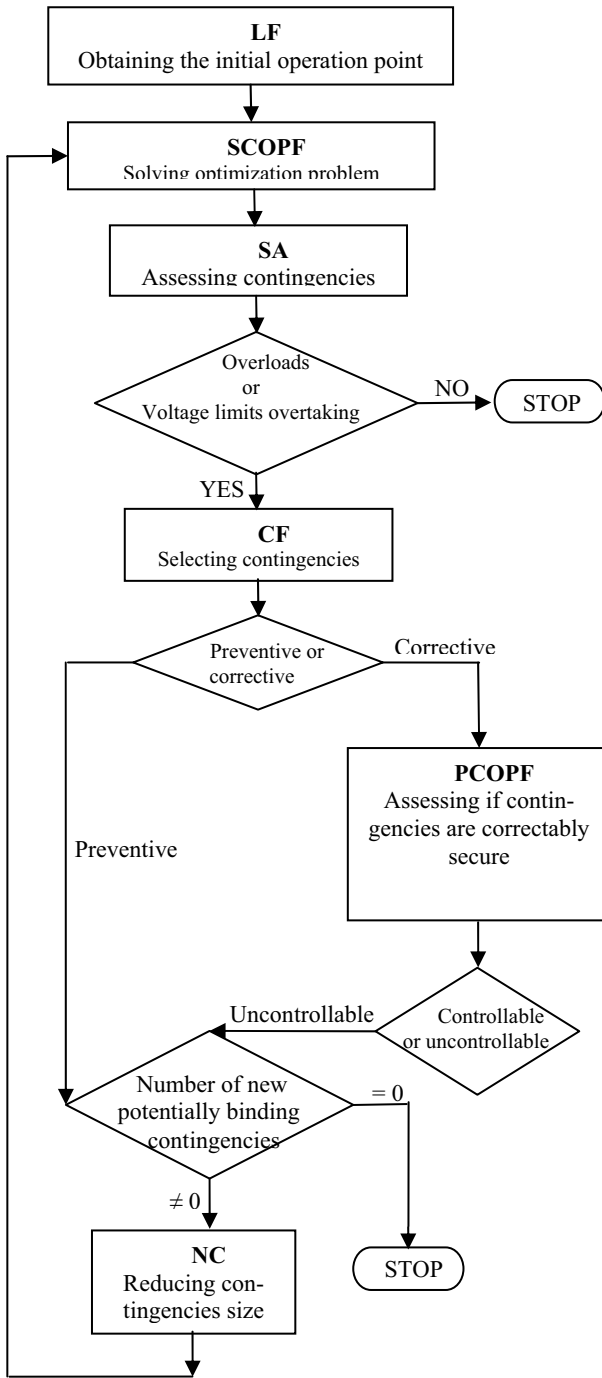 LF
Obtaining the initial operation point
SCOPF
Solving optimization problem
SA
Assessing contingencies
Overloads
or
Voltage limits overtaking
NO
STOP
YES
CF
Selecting contingencies
Preventive or
corrective
Corrective
PCOPF
Assessing if contin-
gencies are correctably
secure
Preventive
Uncontrollable
Controllable
or uncontrollable
Number of new
potentially binding
contingencies
= 0
≠ 0
NC
Reducing con-
tingencies size
STOP